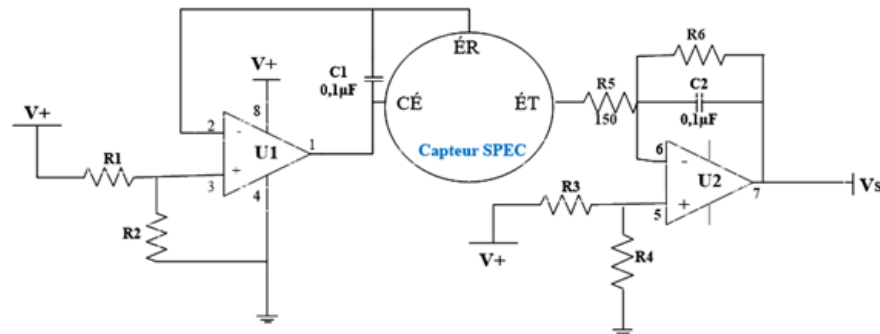 ÉR
R6
C1
0,1µF
V+
R5
150
C2
0,1µF
CÉ
ÉT
V+
8
2
-
U1
1
Capteur SPEC
6
-
U2
7
Vs
R1
3
+
4
R3
5
+
R2
V+
R4